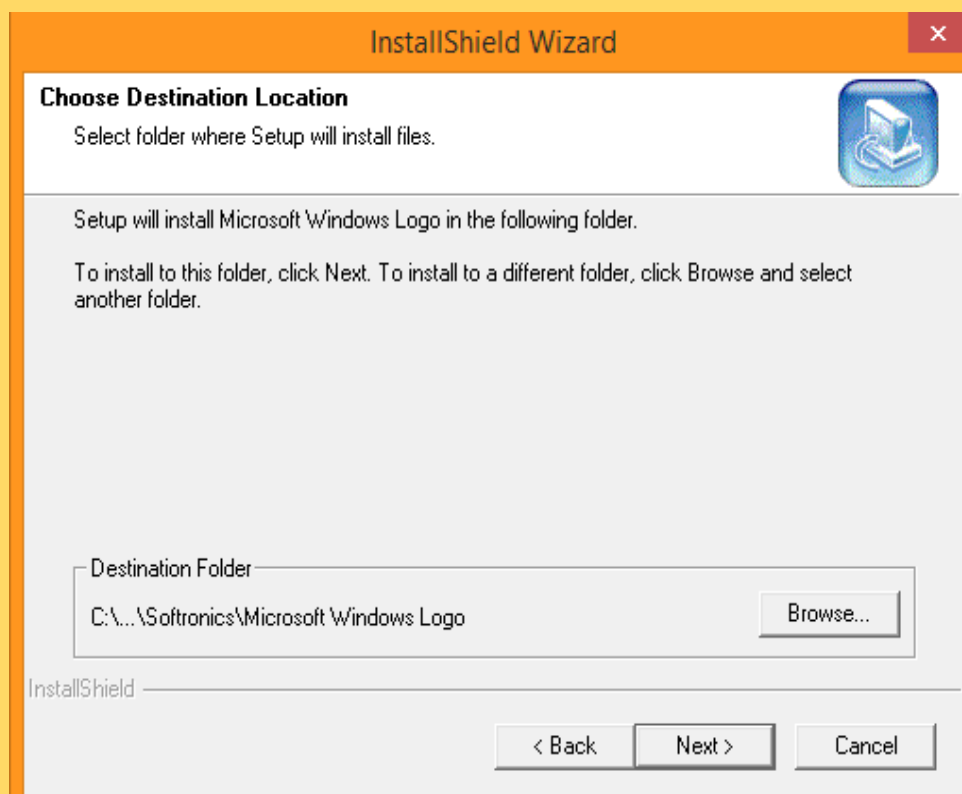 InstallShield Wizard
Choose Destination Location
Select folder where Setup will install files.
Setup will install Microsoft Windows Logo in the following folder.
To install to this folder, click Next. To install to a different folder, click Browse and select
another folder.
Destination Folder
C:\...\Softronics\Microsoft Windows Logo
Browse...
InstallShield
< Back
Next >
Cancel